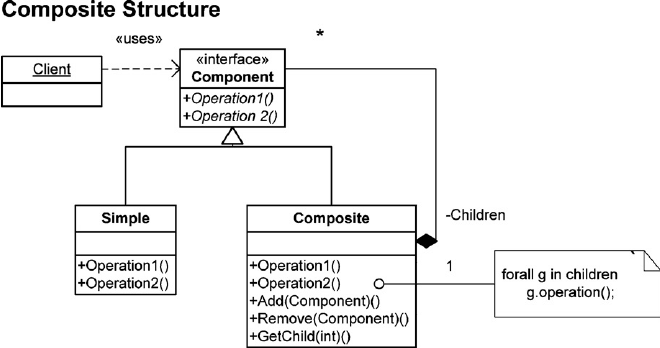 Composite Structure
«uses»
*
Client
«interface»
Component
+Operation1()
+Operation 2()
Simple
+Operation1()
+Operation2()
Composite
+Operation1()
+Operation2()
+Add(Component)()
+Remove(Component)()
+GetChild(int)()
-Children
1
forall g in children
g.operation();